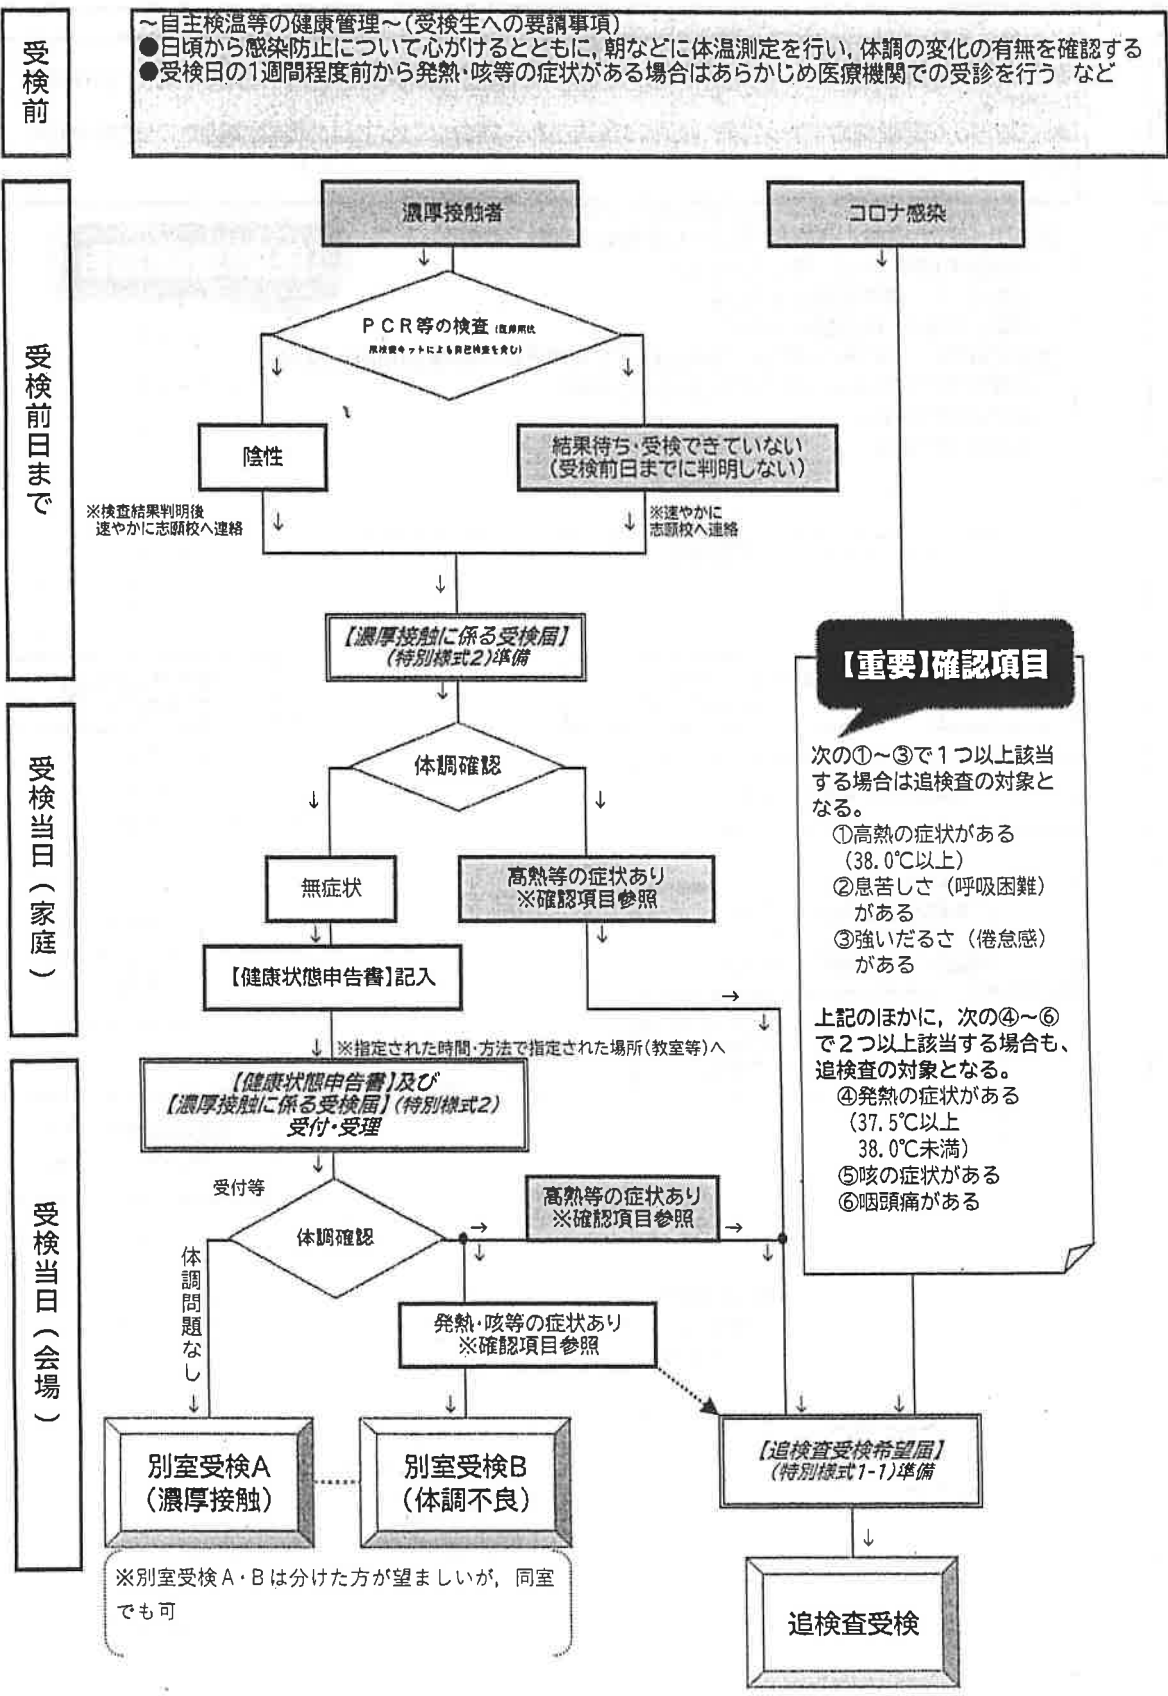 受検前
～自主検温等の健康管理～(受検生への要請事項)
●日頃から感染防止について心がけるとともに, 朝などに体温測定を行い, 体調の変化の有無を確認する
●受検日の1週間程度前から発熱･咳等の症状がある場合はあらかじめ医療機関での受診を行う など
受検前日まで
濃厚接触者
コロナ感染
↓
↓
ＰＣＲ等の検査 (医療用抗
原検査キットによる自己検査を含む)
↓
↓
陰性
結果待ち･受検できていない
(受検前日までに判明しない)
※検査結果判明後
速やかに志願校へ連絡
↓
↓
※速やかに
志願校へ連絡
↓
【濃厚接触に係る受検届】
(特別様式2)準備
↓
【重要】確認項目
次の①～③で１つ以上該当
する場合は追検査の対象と
なる。
①高熱の症状がある
(38.0℃以上)
②息苦しさ（呼吸困難）
がある
③強いだるさ（倦怠感）
がある
上記のほかに，次の④～⑥
で２つ以上該当する場合も、
追検査の対象となる。
④発熱の症状がある
(37.5℃以上
38.0℃未満)
⑤咳の症状がある
⑥咽頭痛がある
受検当日（家庭）
体調確認
↓
↓
無症状
高熱等の症状あり
※確認項目参照
↓
↓
【健康状態申告書】記入
→
↓
↓
※指定された時間･方法で指定された場所(教室等)へ
受検当日（会場）
【健康状態申告書】及び
【濃厚接触に係る受検届】(特別様式2)
受付･受理
↓
受付等
体調確認
→
↓
高熱等の症状あり
※確認項目参照
→
↓
体調問題なし
発熱･咳等の症状あり
※確認項目参照
↓
↓
↓
↓
別室受検A
(濃厚接触)
別室受検B
(体調不良)
【追検査受検希望届】
(特別様式1-1)準備
↓
※別室受検Ａ･Ｂは分けた方が望ましいが，同室
でも可
追検査受検